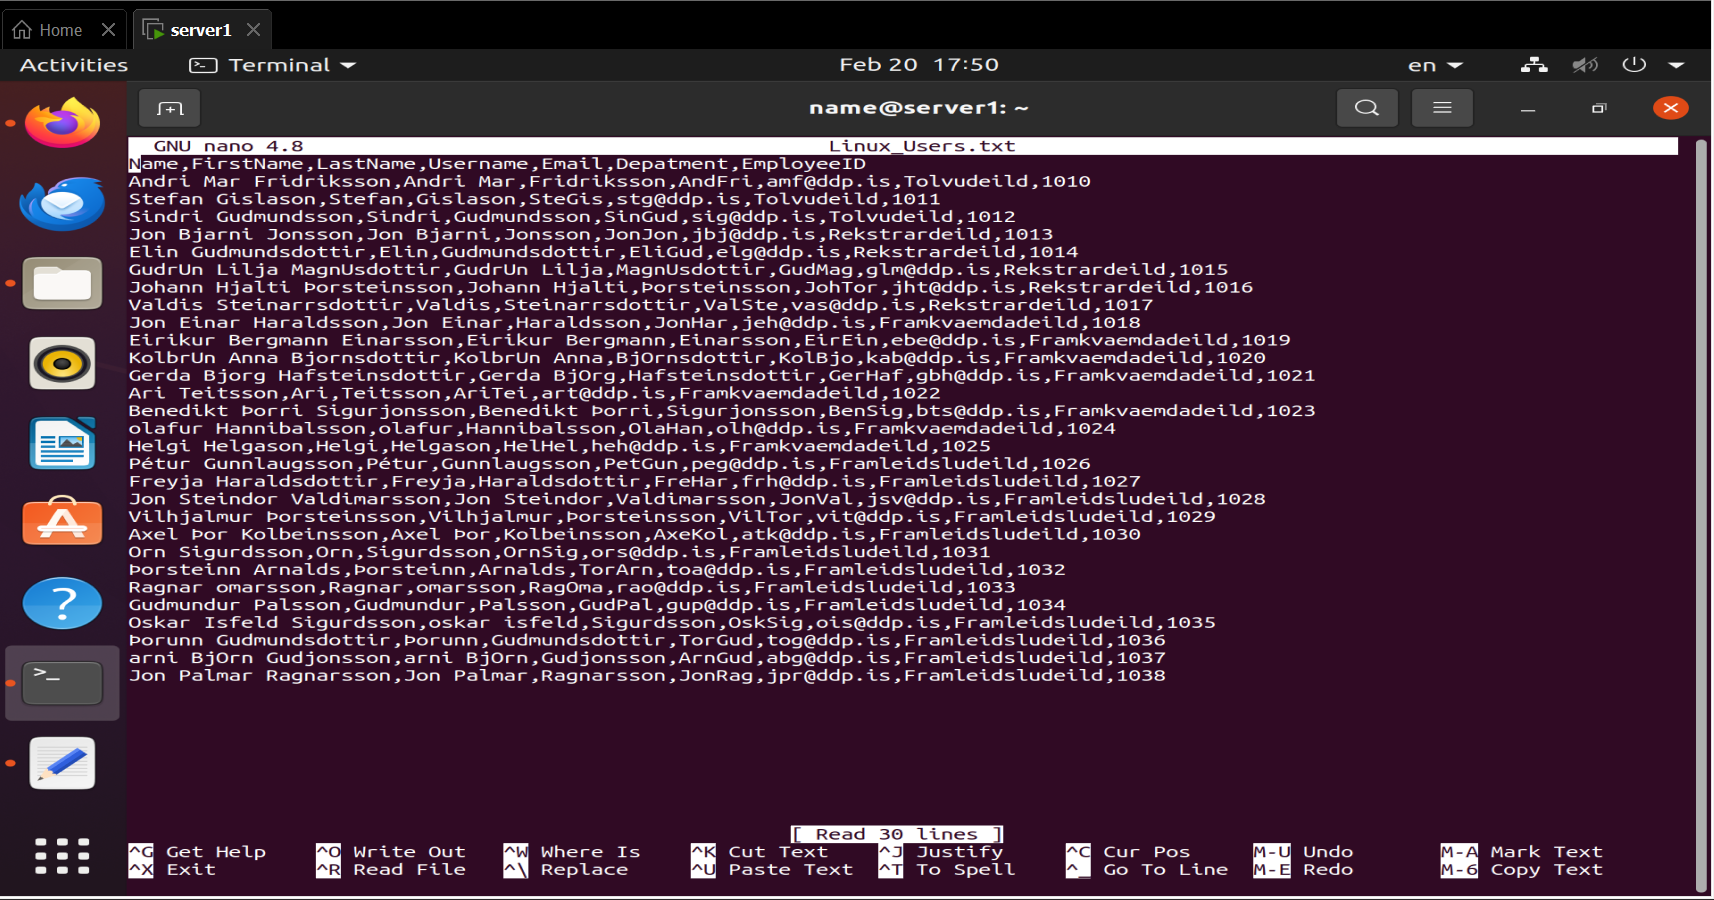 Home
server1
Activities Terminal Feb 20 17:50 en
name@server1: ~
GNU nano 4.8 Linux_Users.txt
Name,FirstName,LastName,Username,Email,Depatment,EmployeeID
Andri Mar Fridriksson,Andri Mar,Fridriksson,AndFri,amf@ddp.is,Tolvudeild,1010
Stefan Gislason,Stefan,Gislason,SteGis,stg@ddp.is,Tolvudeild,1011
Sindri Gudmundsson,Sindri,Gudmundsson,SinGud,sig@ddp.is,Tolvudeild,1012
Jon Bjarni Jonsson,Jon Bjarni,Jonsson,JonJon,jbj@ddp.is,Rekstrardeild,1013
Elin Gudmundsdottir,Elin,Gudmundsdottir,EliGud,elg@ddp.is,Rekstrardeild,1014
GudrUn Lilja MagnUsdottir,GudrUn Lilja,MagnUsdottir,GudMag,glm@ddp.is,Rekstrardeild,1015
Johann Hjalti Þorsteinsson,Johann Hjalti,Þorsteinsson,JohTor,jht@ddp.is,Rekstrardeild,1016
Valdis Steinarrsdottir,Valdis,Steinarrsdottir,ValSte,vas@ddp.is,Rekstrardeild,1017
Jon Einar Haraldsson,Jon Einar,Haraldsson,JonHar,jeh@ddp.is,Framkvaemdadeild,1018
Eirikur Bergmann Einarsson,Eirikur Bergmann,Einarsson,EirEin,ebe@ddp.is,Framkvaemdadeild,1019
KolbrUn Anna Bjornsdottir,KolbrUn Anna,BjOrnsdottir,KolBjo,kab@ddp.is,Framkvaemdadeild,1020
Gerda Bjorg Hafsteinsdottir,Gerda BjOrg,Hafsteinsdottir,GerHaf,gbh@ddp.is,Framkvaemdadeild,1021
Ari Teitsson,Ari,Teitsson,AriTei,art@ddp.is,Framkvaemdadeild,1022
Benedikt Þorri Sigurjonsson,Benedikt Þorri,Sigurjonsson,BenSig,bts@ddp.is,Framkvaemdadeild,1023
olafur Hannibalsson,olafur,Hannibalsson,OlaHan,olh@ddp.is,Framkvaemdadeild,1024
Helgi Helgason,Helgi,Helgason,HelHel,heh@ddp.is,Framkvaemdadeild,1025
Pétur Gunnlaugsson,Pétur,Gunnlaugsson,PetGun,peg@ddp.is,Framleidsludeild,1026
Freyja Haraldsdottir,Freyja,Haraldsdottir,FreHar,frh@ddp.is,Framleidsludeild,1027
Jon Steindor Valdimarsson,Jon Steindor,Valdimarsson,JonVal,jsv@ddp.is,Framleidsludeild,1028
Vilhjalmur Þorsteinsson,Vilhjalmur,Þorsteinsson,VilTor,vit@ddp.is,Framleidsludeild,1029
Axel Þor Kolbeinsson,Axel Þor,Kolbeinsson,AxeKol,atk@ddp.is,Framleidsludeild,1030
Orn Sigurdsson,Orn,Sigurdsson,OrnSig,ors@ddp.is,Framleidsludeild,1031
Þorsteinn Arnalds,Þorsteinn,Arnalds,TorArn,toa@ddp.is,Framleidsludeild,1032
Ragnar omarsson,Ragnar,omarsson,RagOma,rao@ddp.is,Framleidsludeild,1033
Gudmundur Palsson,Gudmundur,Palsson,GudPal,gup@ddp.is,Framleidsludeild,1034
Oskar Isfeld Sigurdsson,oskar isfeld,Sigurdsson,OskSig,ois@ddp.is,Framleidsludeild,1035
Þorunn Gudmundsdottir,Þorunn,Gudmundsdottir,TorGud,tog@ddp.is,Framleidsludeild,1036
arni BjOrn Gudjonsson,arni BjOrn,Gudjonsson,ArnGud,abg@ddp.is,Framleidsludeild,1037
Jon Palmar Ragnarsson,Jon Palmar,Ragnarsson,JonRag,jpr@ddp.is,Framleidsludeild,1038
[ Read 30 lines ]
^G Get Help ^O Write Out ^W Where Is ^K Cut Text ^J Justify ^C Cur Pos M-U Undo M-A Mark Text
^X Exit ^R Read File ^\ Replace ^U Paste Text ^T To Spell ^_ Go To Line M-E Redo M-6 Copy Text